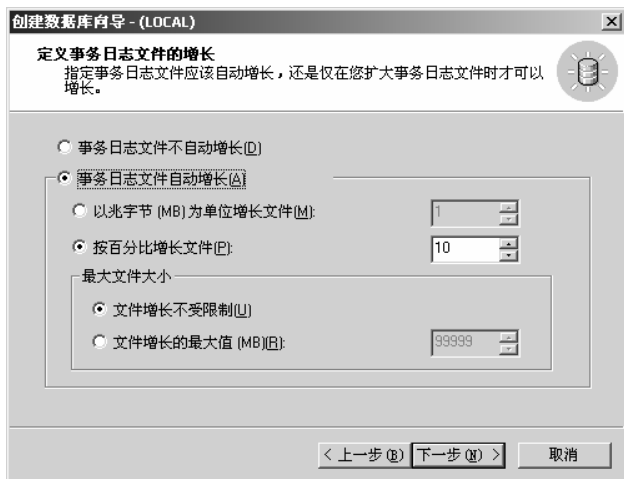 创建数据库向导 - (LOCAL)
定义事务日志文件的增长
指定事务日志文件应该自动增长，还是仅在您扩大事务日志文件时才可以
增长。
事务日志文件不自动增长(D)
事务日志文件自动增长(A)
以兆字节 (MB) 为单位增长文件(M): 1
按百分比增长文件(P): 10
最大文件大小
文件增长不受限制(U)
文件增长的最大值 (MB)(R): 99999
< 上一步(B) 下一步(N) > 取消